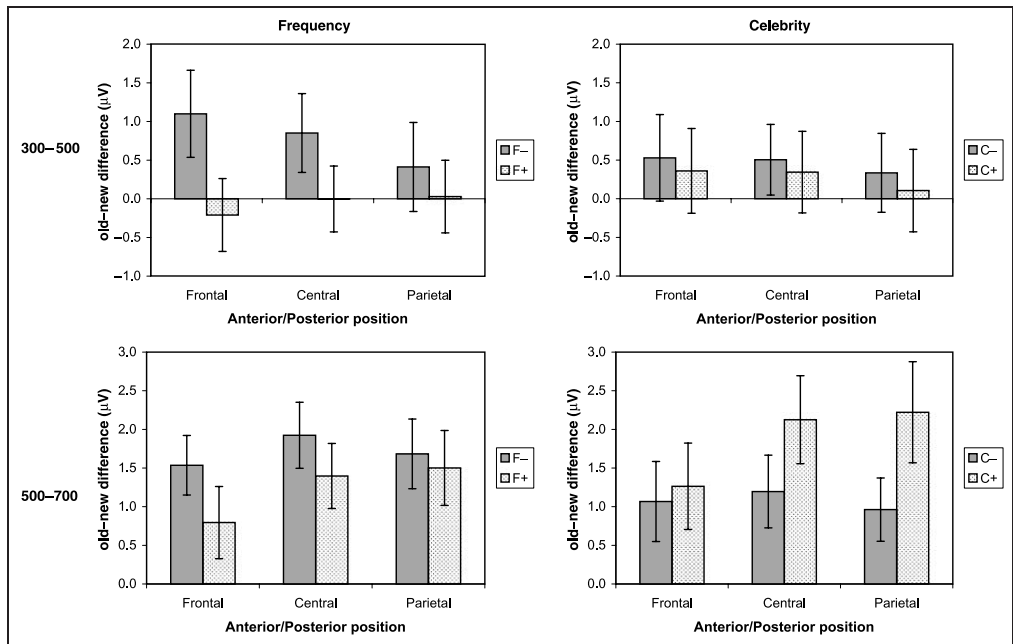 Frequency
300–500
old–new difference (µV)
2.0
1.5
1.0
0.5
0.0
−0.5
−1.0
Frontal Central Parietal
Anterior/Posterior position
F−
F+
Celebrity
old–new difference (µV)
2.0
1.5
1.0
0.5
0.0
−0.5
−1.0
Frontal Central Parietal
Anterior/Posterior position
C−
C+
500–700
old–new difference (µV)
3.0
2.5
2.0
1.5
1.0
0.5
0.0
Frontal Central Parietal
Anterior/Posterior position
F−
F+
old–new difference (µV)
3.0
2.5
2.0
1.5
1.0
0.5
0.0
Frontal Central Parietal
Anterior/Posterior position
C−
C+